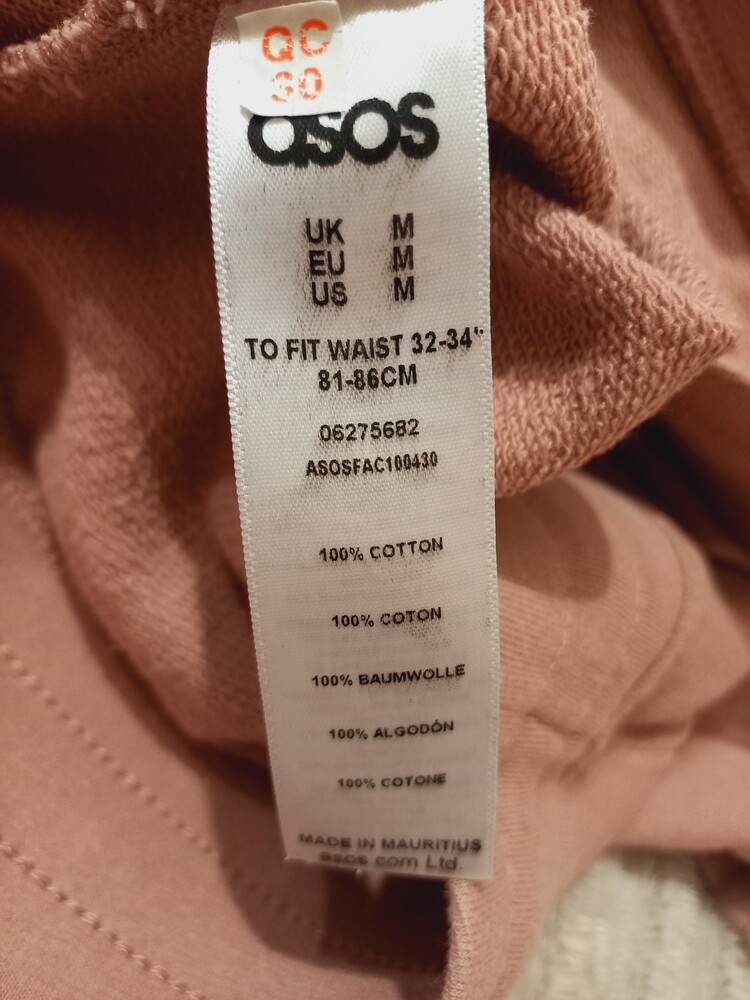 QC
30
asos
UK M
EU M
US M
TO FIT WAIST 32-34"
81-86CM
06275682
ASOSFAC100430
100% COTTON
100% COTON
100% BAUMWOLLE
100% ALGODÓN
100% COTONE
MADE IN MAURITIUS
asos.com Ltd.